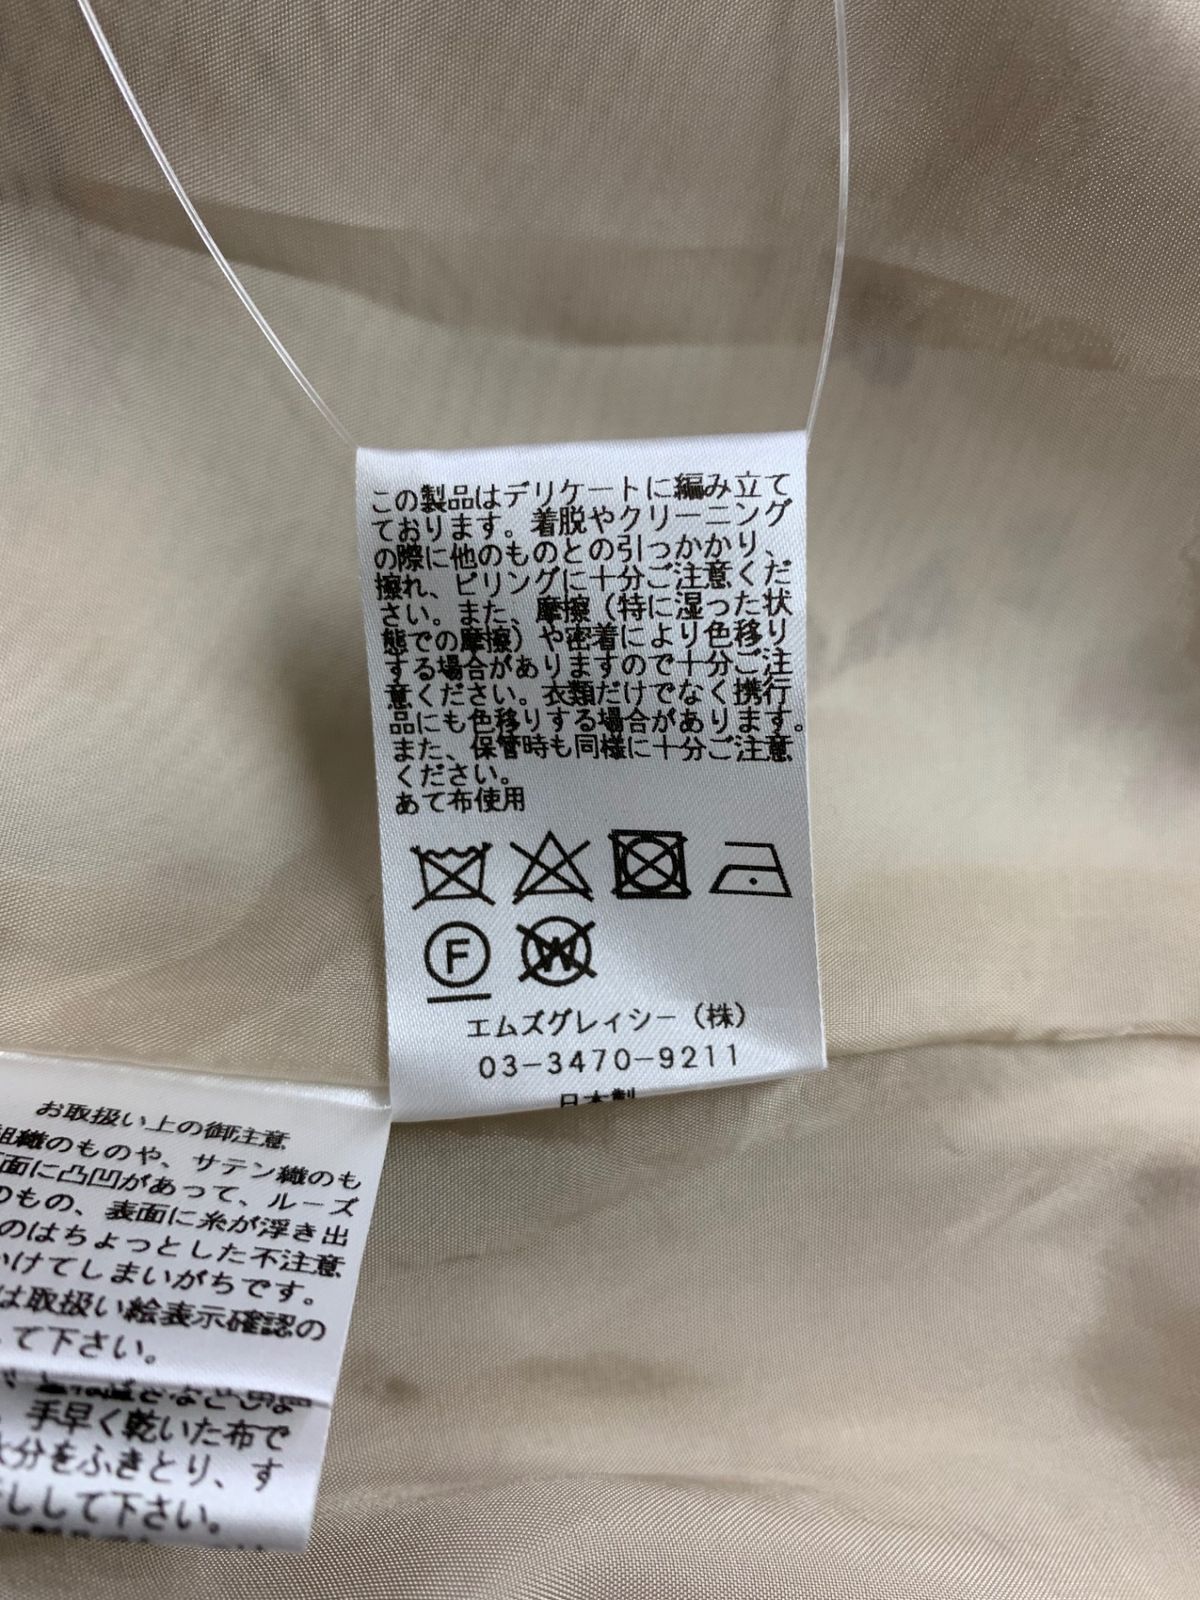 この製品はデリケートに編み立て
ております。着脱やクリーニング
の際に他のものとの引っかかり、
擦れ、ピリングに十分ご注意くだ
さい。また、摩擦（特に湿った状
態での摩擦）や密着により色移り
する場合がありますので十分ご注
意ください。衣類だけでなく携行
品にも色移りする場合があります。
また、保管時も同様に十分ご注意
ください。
あて布使用
F
W
エムズグレイシー（株）
03-3470-9211
日本製
お取扱い上の御注意
組織のものや、サテン織のも
面に凸凹があって、ルーズ
のもの、表面に糸が浮き出
のはちょっとした不注意
かけてしまいがちです。
は取扱い絵表示確認の
して下さい。
手早く乾いた布で
水分をふきとり、す
干しして下さい。